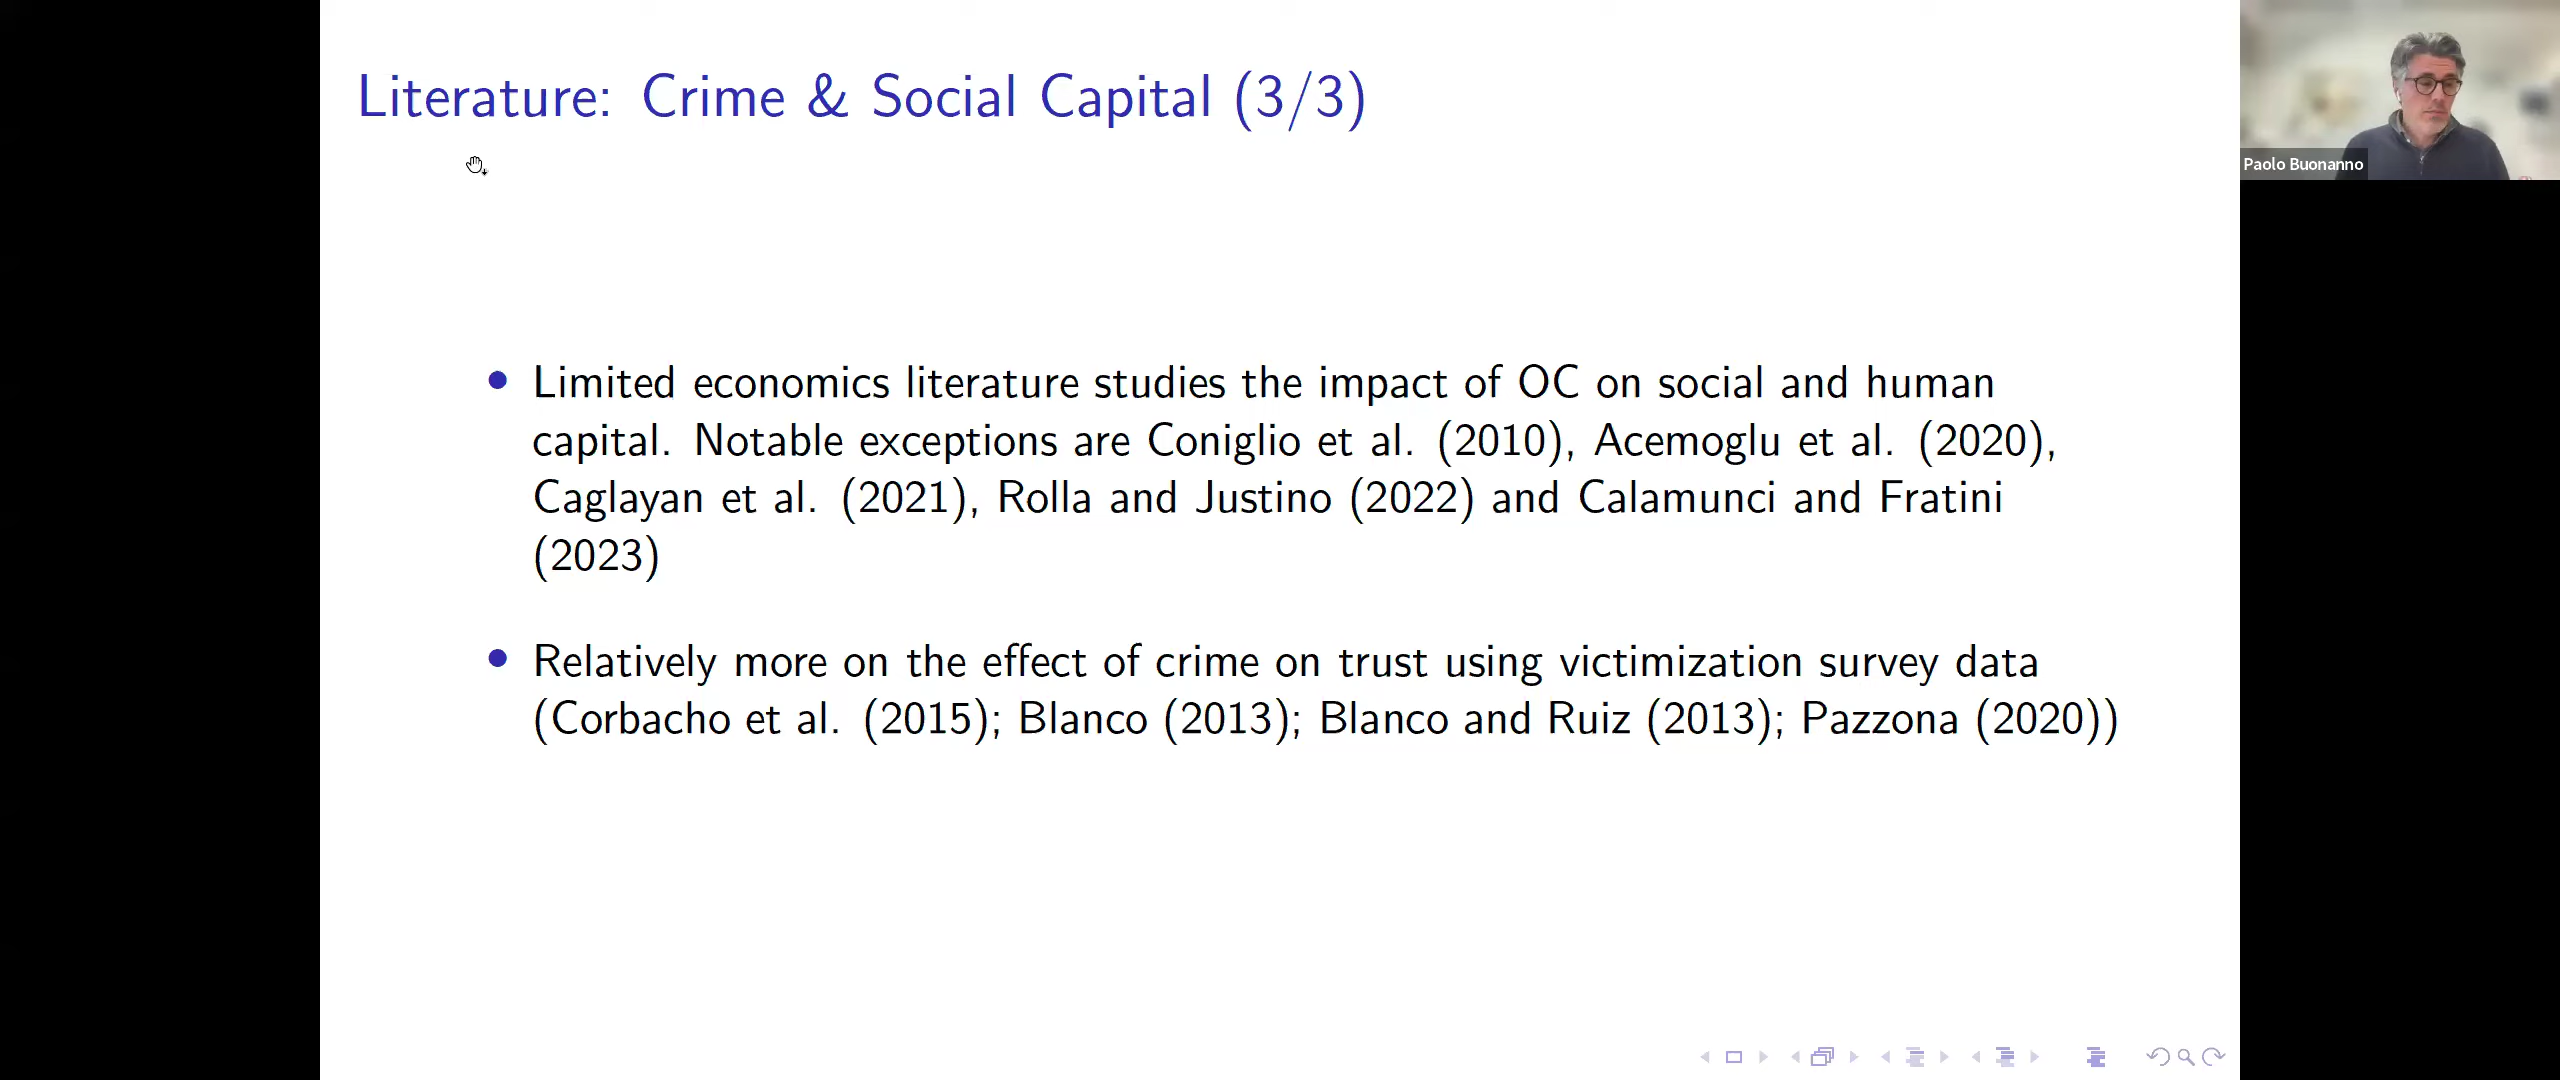 Literature: Crime & Social Capital (3/3)
Paolo Buonanno
• Limited economics literature studies the impact of OC on social and human
capital. Notable exceptions are Coniglio et al. (2010), Acemoglu et al. (2020),
Caglayan et al. (2021), Rolla and Justino (2022) and Calamunci and Fratini
(2023)
• Relatively more on the effect of crime on trust using victimization survey data
(Corbacho et al. (2015); Blanco (2013); Blanco and Ruiz (2013); Pazzona (2020))